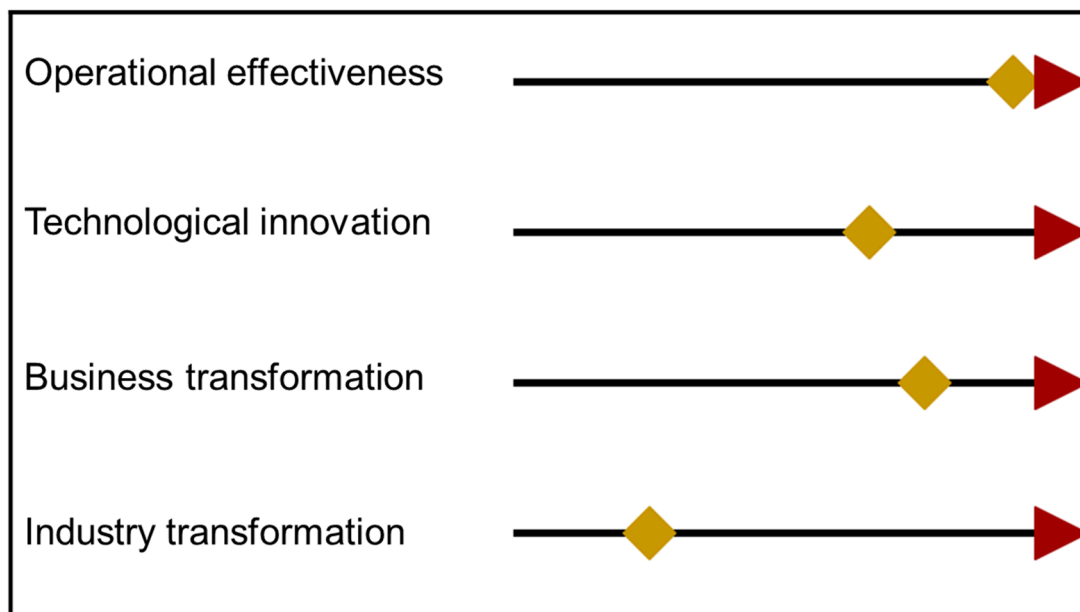 Operational effectiveness
Technological innovation
Business transformation
Industry transformation